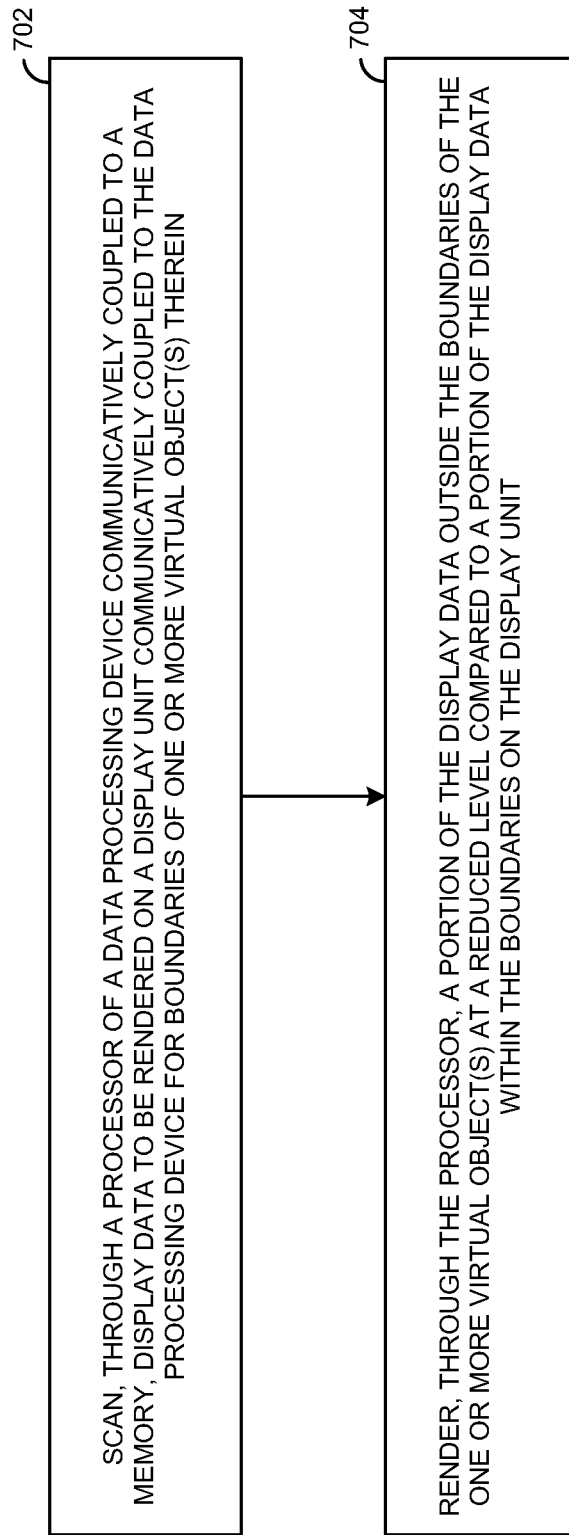 702
SCAN, THROUGH A PROCESSOR OF A DATA PROCESSING DEVICE COMMUNICATIVELY COUPLED TO A
MEMORY, DISPLAY DATA TO BE RENDERED ON A DISPLAY UNIT COMMUNICATIVELY COUPLED TO THE DATA
PROCESSING DEVICE FOR BOUNDARIES OF ONE OR MORE VIRTUAL OBJECT(S) THEREIN
704
RENDER, THROUGH THE PROCESSOR, A PORTION OF THE DISPLAY DATA OUTSIDE THE BOUNDARIES OF THE
ONE OR MORE VIRTUAL OBJECT(S) AT A REDUCED LEVEL COMPARED TO A PORTION OF THE DISPLAY DATA
WITHIN THE BOUNDARIES ON THE DISPLAY UNIT